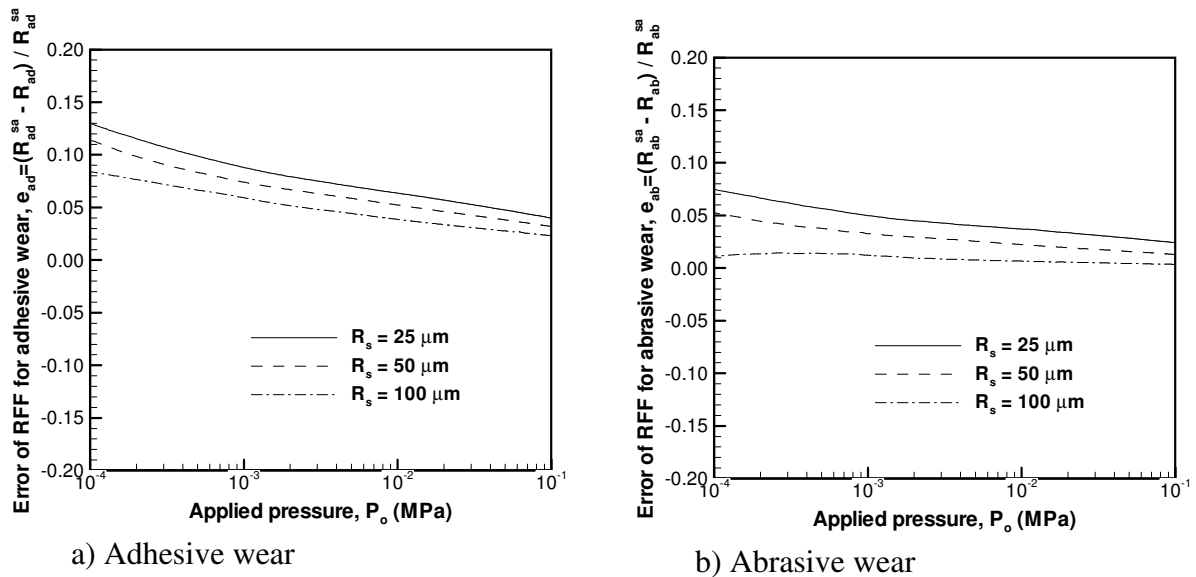 Error of RFF for adhesive wear, e_ad=(R_ad^sa - R_ad) / R_ad^sa
0.20
0.15
0.10
0.05
0.00
-0.05
-0.10
-0.15
-0.20
R_s = 25 μm
R_s = 50 μm
R_s = 100 μm
10^-4
10^-3
10^-2
10^-1
Applied pressure, P_o (MPa)
a) Adhesive wear
Error of RFF for abrasive wear, e_ab=(R_ab^sa - R_ab) / R_ab^sa
0.20
0.15
0.10
0.05
0.00
-0.05
-0.10
-0.15
-0.20
R_s = 25 μm
R_s = 50 μm
R_s = 100 μm
10^-4
10^-3
10^-2
10^-1
Applied pressure, P_o (MPa)
b) Abrasive wear